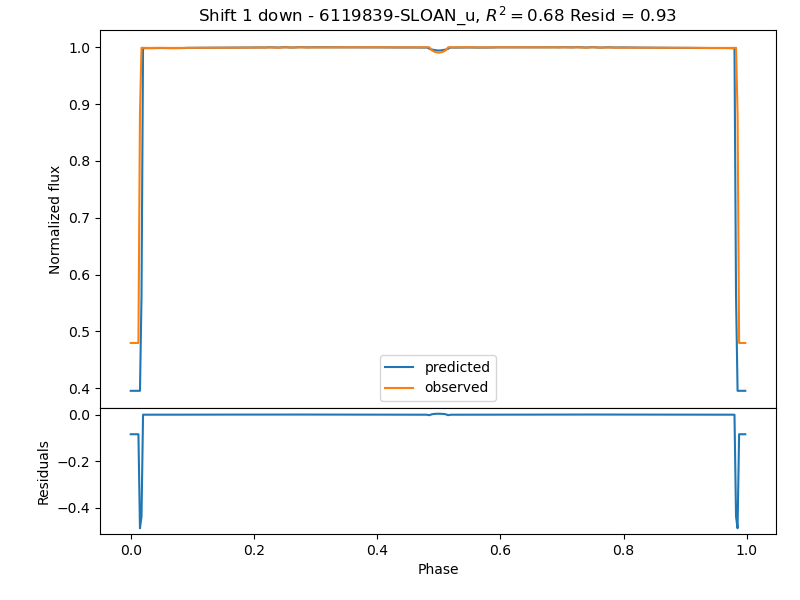 Shift 1 down - 6119839-SLOAN_u, R² = 0.68 Resid = 0.93
1.0
0.9
0.8
0.7
0.6
0.5
0.4
Normalized flux
predicted
observed
0.0
−0.2
−0.4
Residuals
0.0 0.2 0.4 0.6 0.8 1.0
Phase